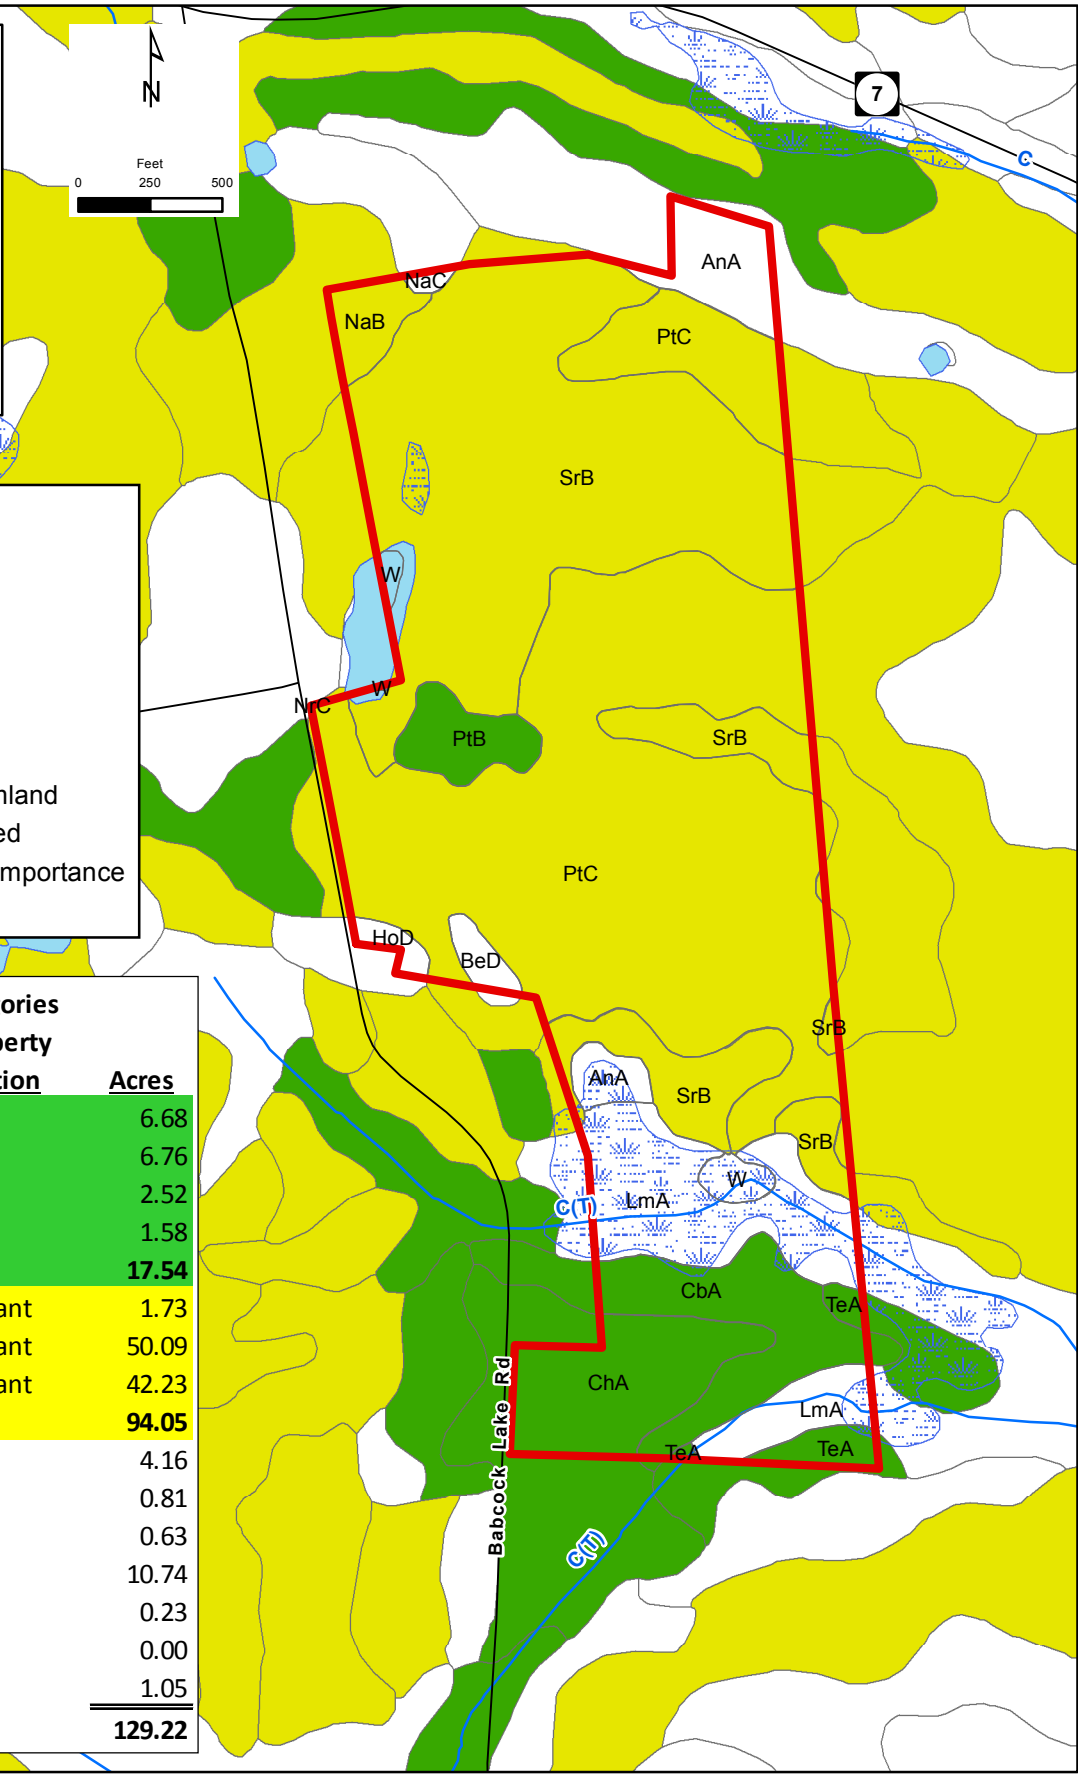 N
Feet
0 250 500
7
C
AnA
NaC
NaB
PtC
SrB
W
W
NrC
PtB
SrB
nland
ed
mportance
PtC
HoD
BeD
SrB
AnA
SrB
SrB
W
LmA
C(T)
CbA
TeA
ChA
LmA
TeA
TeA
Babcock Lake Rd
C(T)
ories
perty
tion Acres
6.68
6.76
2.52
1.58
17.54
ant 1.73
ant 50.09
ant 42.23
94.05
4.16
0.81
0.63
10.74
0.23
0.00
1.05
129.22